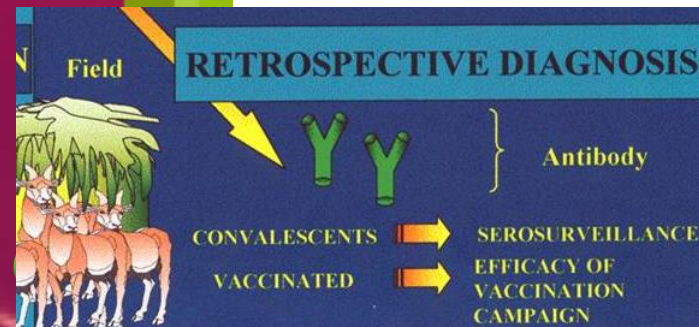 N
Field
RETROSPECTIVE DIAGNOSIS
Antibody
CONVALESCENTS
SEROSURVEILLANCE
VACCINATED
EFFICACY OF
VACCINATION
CAMPAIGN